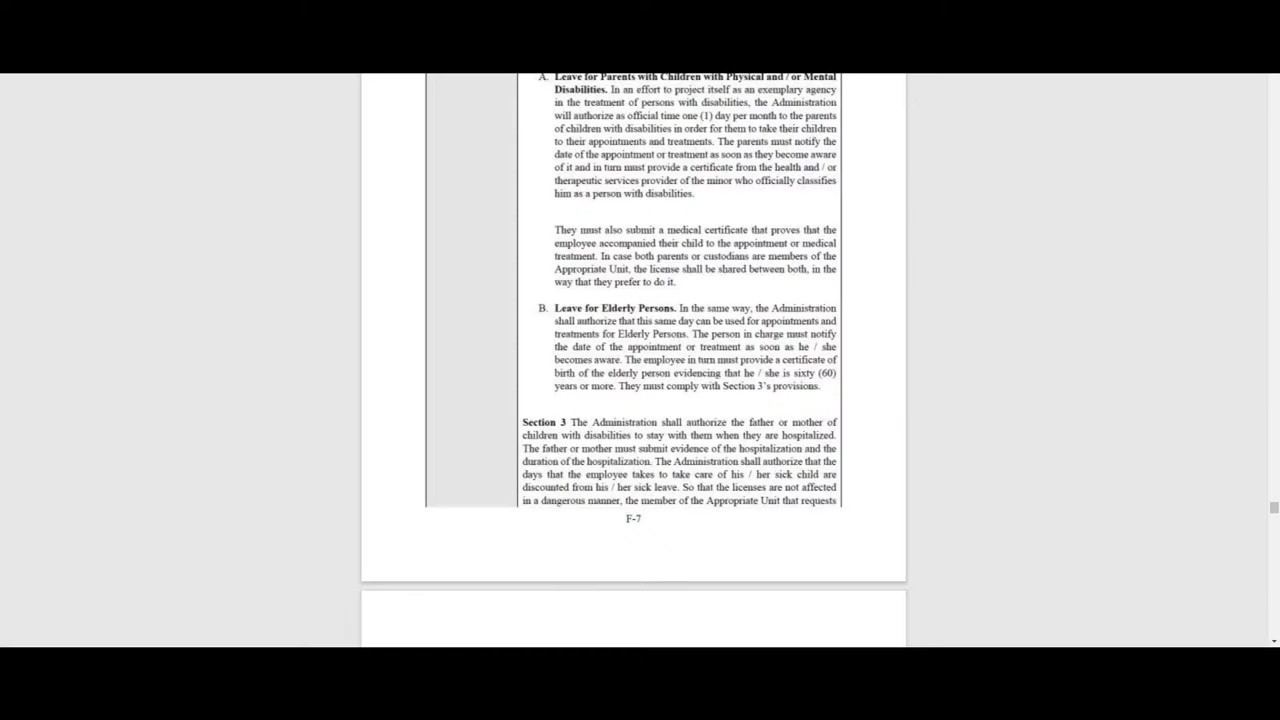 A. Leave for Parents with Children with Physical and / or Mental
Disabilities. In an effort to project itself as an exemplary agency
in the treatment of persons with disabilities, the Administration
will authorize as official time one (1) day per month to the parents
of children with disabilities in order for them to take their children
to their appointments and treatments. The parents must notify the
date of the appointment or treatment as soon as they become aware
of it and in turn must provide a certificate from the health and / or
therapeutic services provider of the minor who officially classifies
him as a person with disabilities.
They must also submit a medical certificate that proves that the
employee accompanied their child to the appointment or medical
treatment. In case both parents or custodians are members of the
Appropriate Unit, the license shall be shared between both, in the
way that they prefer to do it.
B. Leave for Elderly Persons. In the same way, the Administration
shall authorize that this same day can be used for appointments and
treatments for Elderly Persons. The person in charge must notify
the date of the appointment or treatment as soon as he / she
becomes aware. The employee in turn must provide a certificate of
birth of the elderly person evidencing that he / she is sixty (60)
years or more. They must comply with Section 3's provisions.
Section 3 The Administration shall authorize the father or mother of
children with disabilities to stay with them when they are hospitalized.
The father or mother must submit evidence of the hospitalization and the
duration of the hospitalization. The Administration shall authorize that the
days that the employee takes to take care of his / her sick child are
discounted from his / her sick leave. So that the licenses are not affected
in a dangerous manner, the member of the Appropriate Unit that requests
F-7